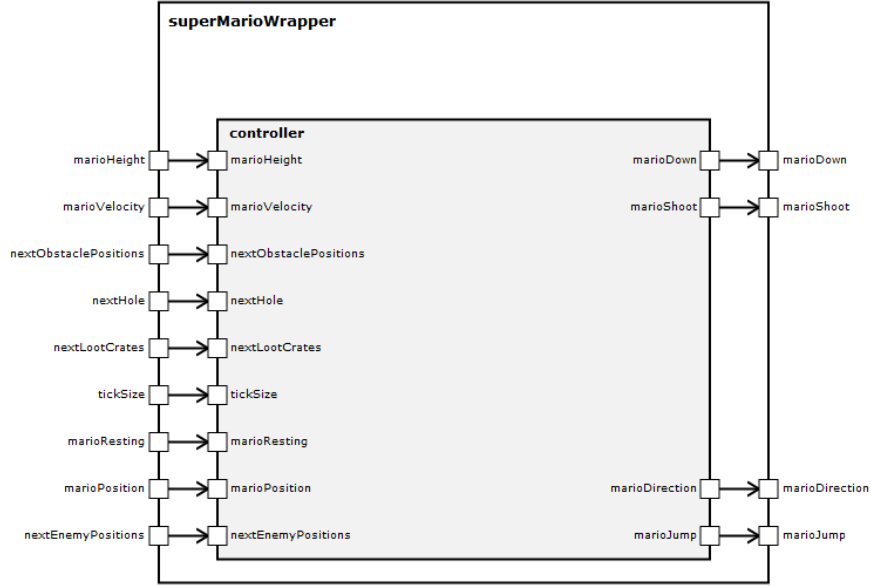 superMarioWrapper
controller
marioHeight marioHeight marioDown marioDown
marioVelocity marioVelocity marioShoot marioShoot
nextObstaclePositions nextObstaclePositions
nextHole nextHole
nextLootCrates nextLootCrates
tickSize tickSize
marioResting marioResting
marioPosition marioPosition marioDirection marioDirection
nextEnemyPositions nextEnemyPositions marioJump marioJump